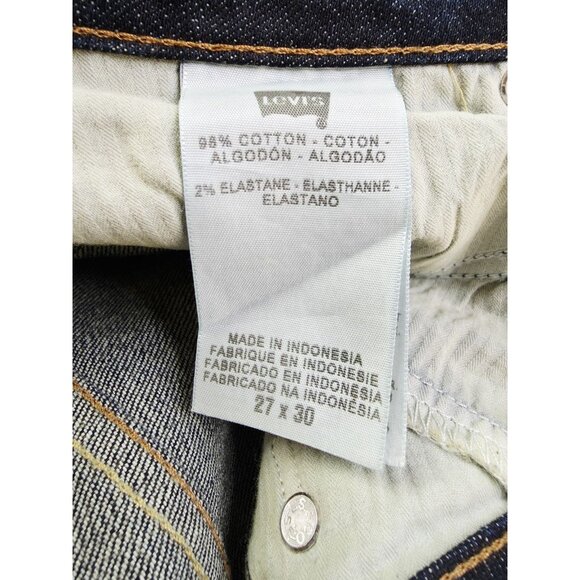 LEVI'S
98% COTTON - COTON -
ALGODÓN - ALGODÃO
2% ELASTANE - ÉLASTHANNE -
ELASTANO
MADE IN INDONESIA
FABRIQUE EN INDONESIE
FABRICADO EN INDONESIA
FABRICADO NA INDONÉSIA
27 X 30